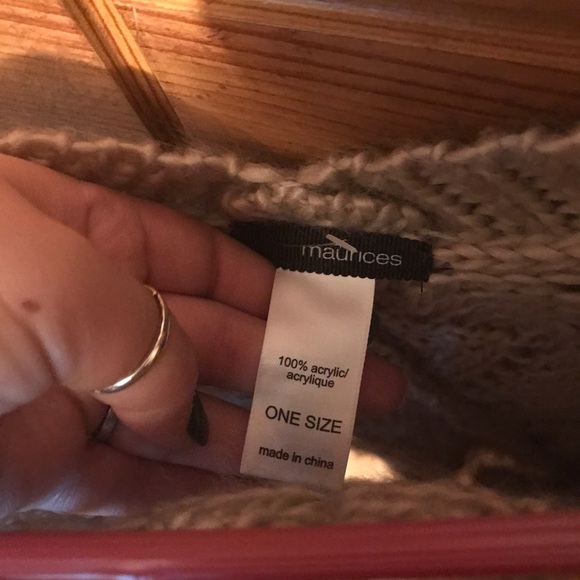 maurices
100% acrylic/
acrylique
ONE SIZE
made in china